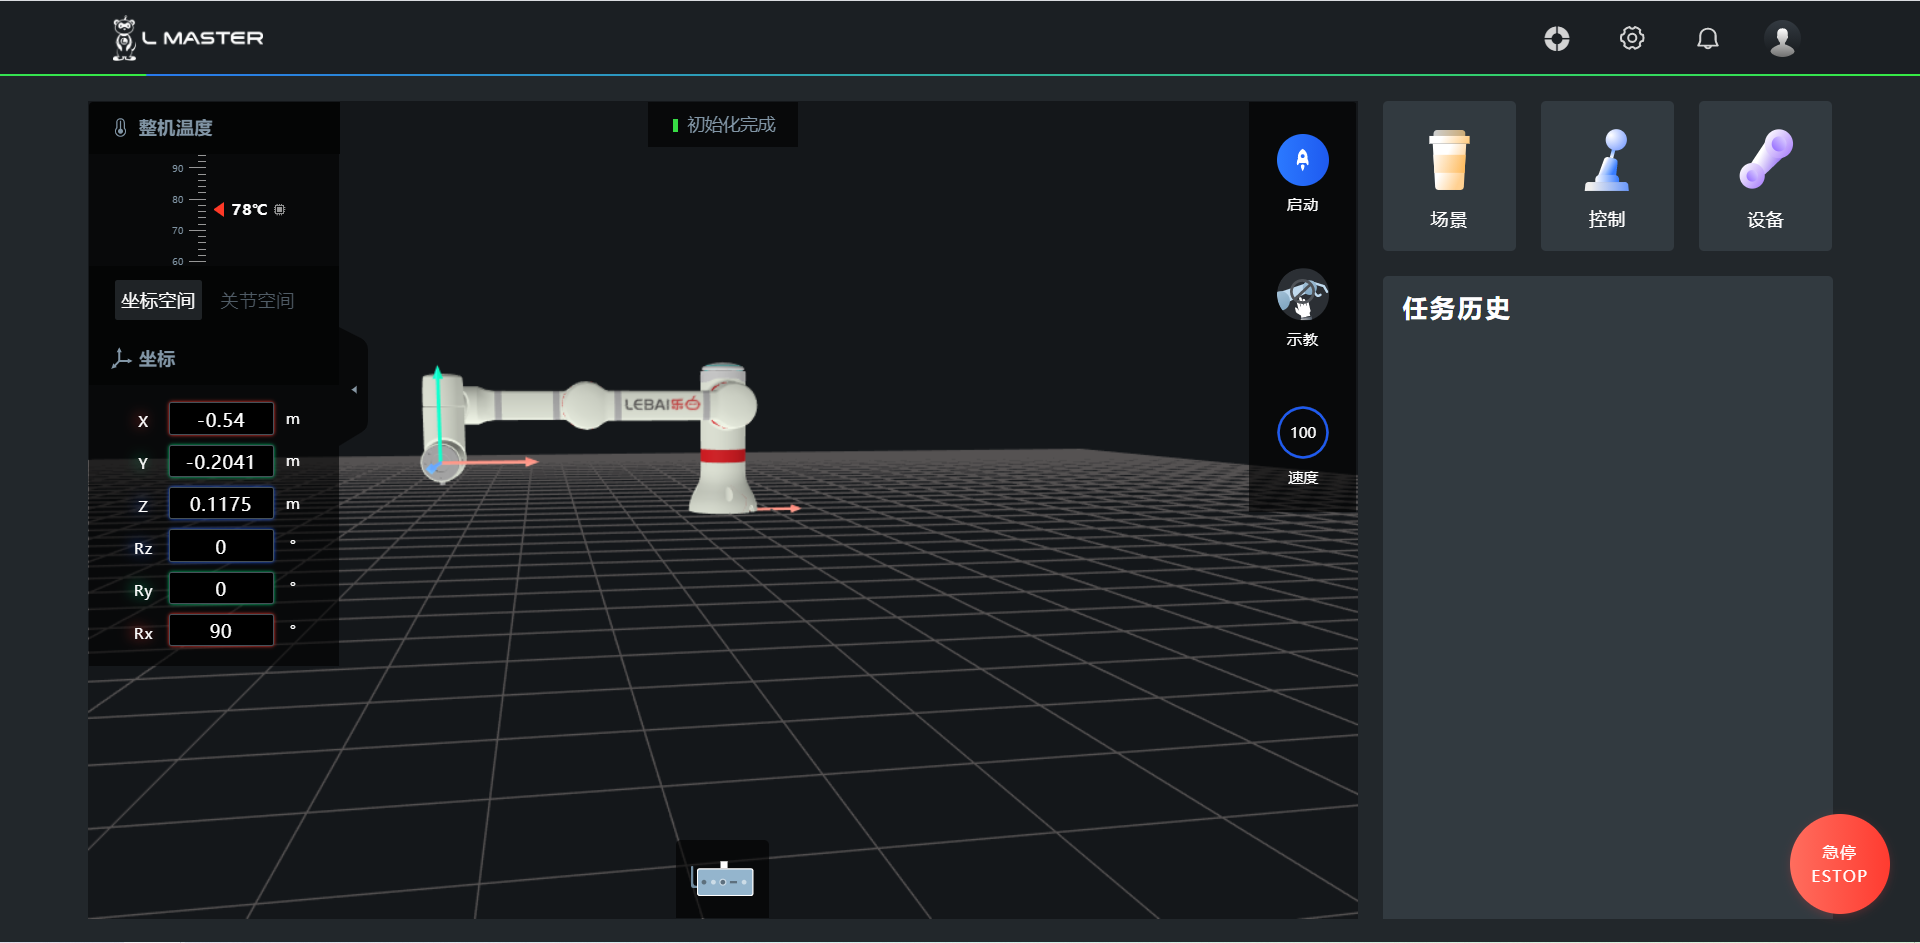 L MASTER
整机温度
初始化完成
90
80
78℃
70
60
坐标空间 关节空间
坐标
X -0.54 m
Y -0.2041 m
Z 0.1175 m
Rz 0 °
Ry 0 °
Rx 90 °
LEBAI乐白
启动
示教
100
速度
场景
控制
设备
任务历史
急停
ESTOP